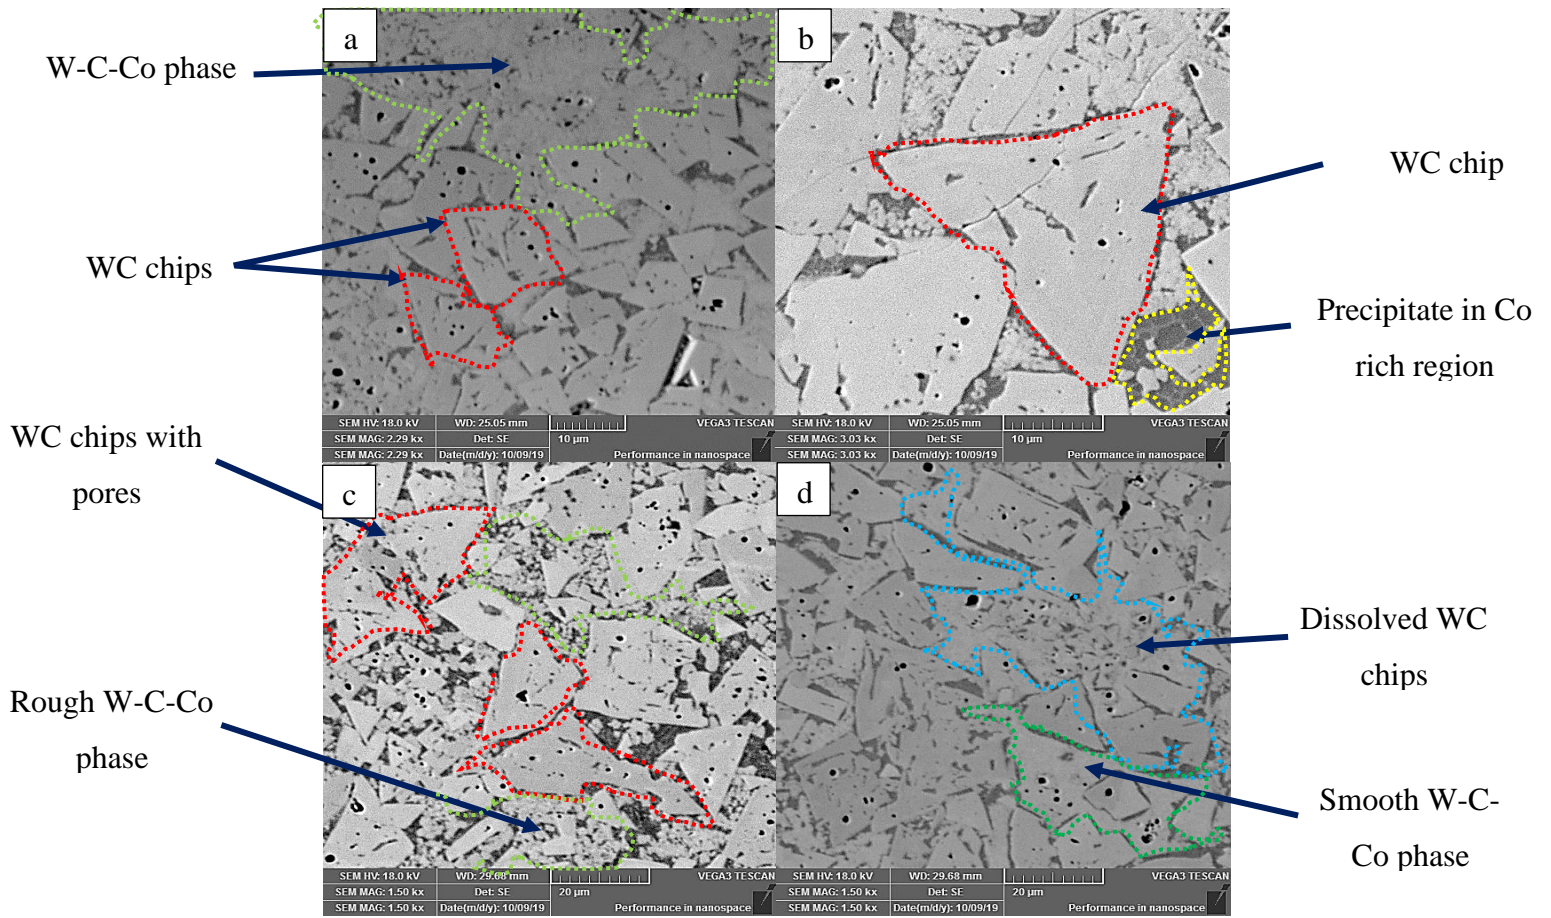 a
b
W-C-Co phase
WC chip
WC chips
Precipitate in Co
rich region
SEM HV: 18.0 kV
WD: 25.05 mm
VEGA3 TESCAN
SEM MAG: 2.29 kx
Det: SE
10 µm
SEM MAG: 2.29 kx
Date(m/d/y): 10/09/19
Performance in nanospace
SEM HV: 18.0 kV
WD: 25.05 mm
VEGA3 TESCAN
SEM MAG: 3.03 kx
Det: SE
10 µm
SEM MAG: 3.03 kx
Date(m/d/y): 10/09/19
Performance in nanospace
WC chips with
pores
c
d
Dissolved WC
chips
Rough W-C-Co
phase
Smooth W-C-
Co phase
SEM HV: 18.0 kV
WD: 29.68 mm
VEGA3 TESCAN
SEM MAG: 1.50 kx
Det: SE
20 µm
SEM MAG: 1.50 kx
Date(m/d/y): 10/09/19
Performance in nanospace
SEM HV: 18.0 kV
WD: 29.68 mm
VEGA3 TESCAN
SEM MAG: 1.50 kx
Det: SE
20 µm
SEM MAG: 1.50 kx
Date(m/d/y): 10/09/19
Performance in nanospace